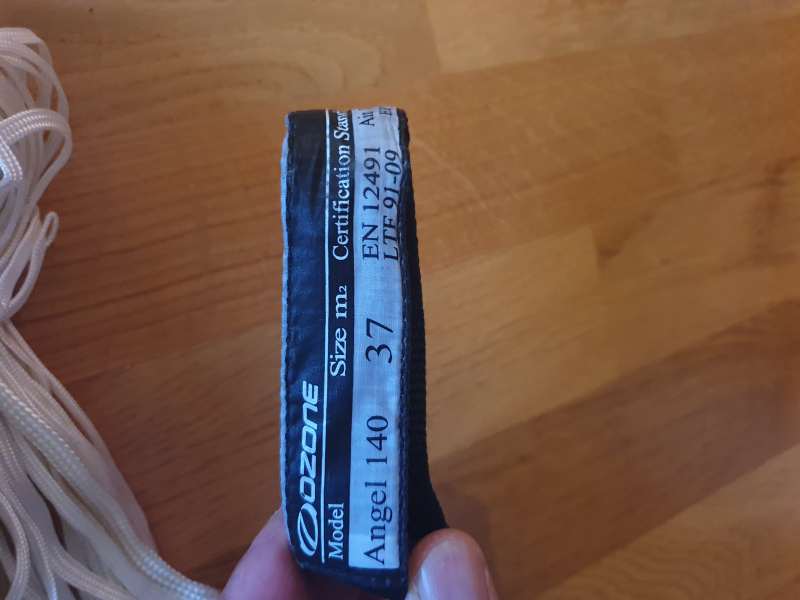 OZONE
Model Size m2 Certification
Angel 140 37 EN 12491
LTF 91-09